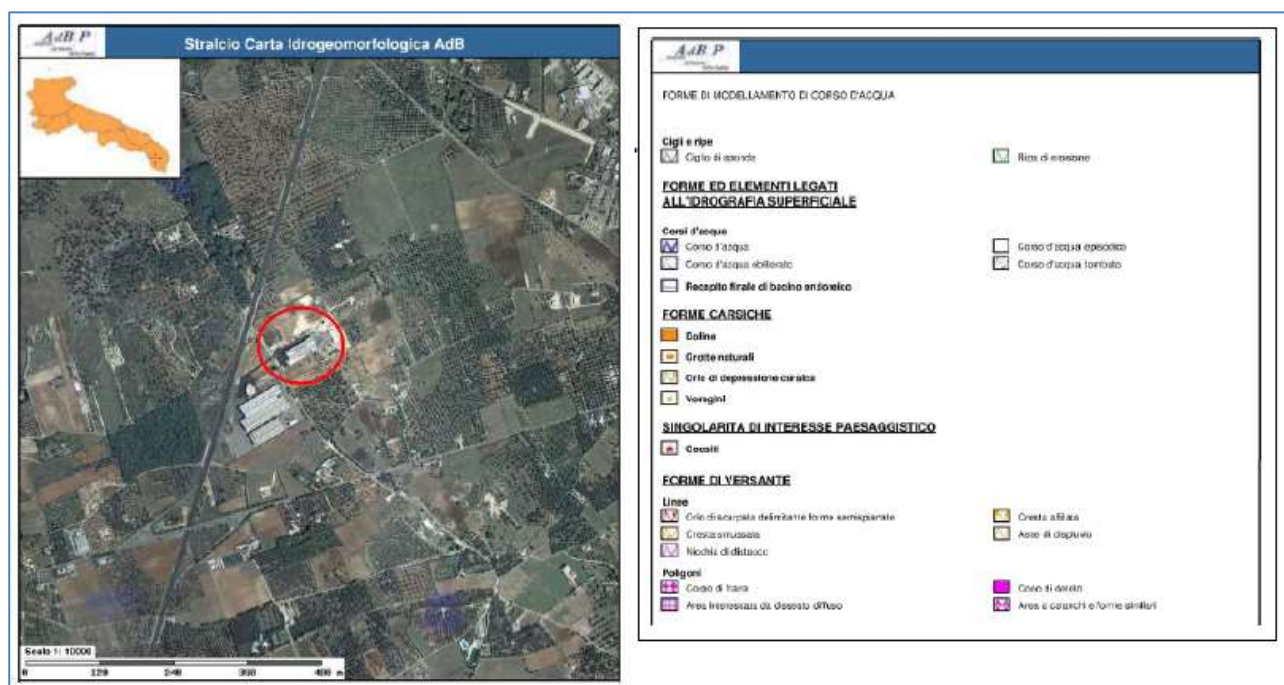 AdB P
Stralcio Carta Idrogeomorfologica AdB
Scala 1: 10000
0 120 240 360 480 m
AdB P
FORME DI MODELLAMENTO DI CORSO D'ACQUA
Cigli e ripe
Ciglio di sponda
Ripa di erosione
FORME ED ELEMENTI LEGATI
ALL'IDROGRAFIA SUPERFICIALE
Corsi d'acqua
Corso d'acqua
Corso d'acqua episodico
Corso d'acqua obliterato
Corso d'acqua tombato
Recapito finale di bacino endoreico
FORME CARSICHE
Doline
Grotte naturali
Orlo di depressione carsica
Voragini
SINGOLARITA DI INTERESSE PAESAGGISTICO
Geositi
FORME DI VERSANTE
Linee
Orlo di scarpata delimitante forme semispianate
Cresta affilata
Cresta smussata
Asse di displuvio
Nicchia di distacco
Poligoni
Corpo di frana
Cono di detrito
Area interessata da dissesto diffuso
Area a calanchi e forme similari